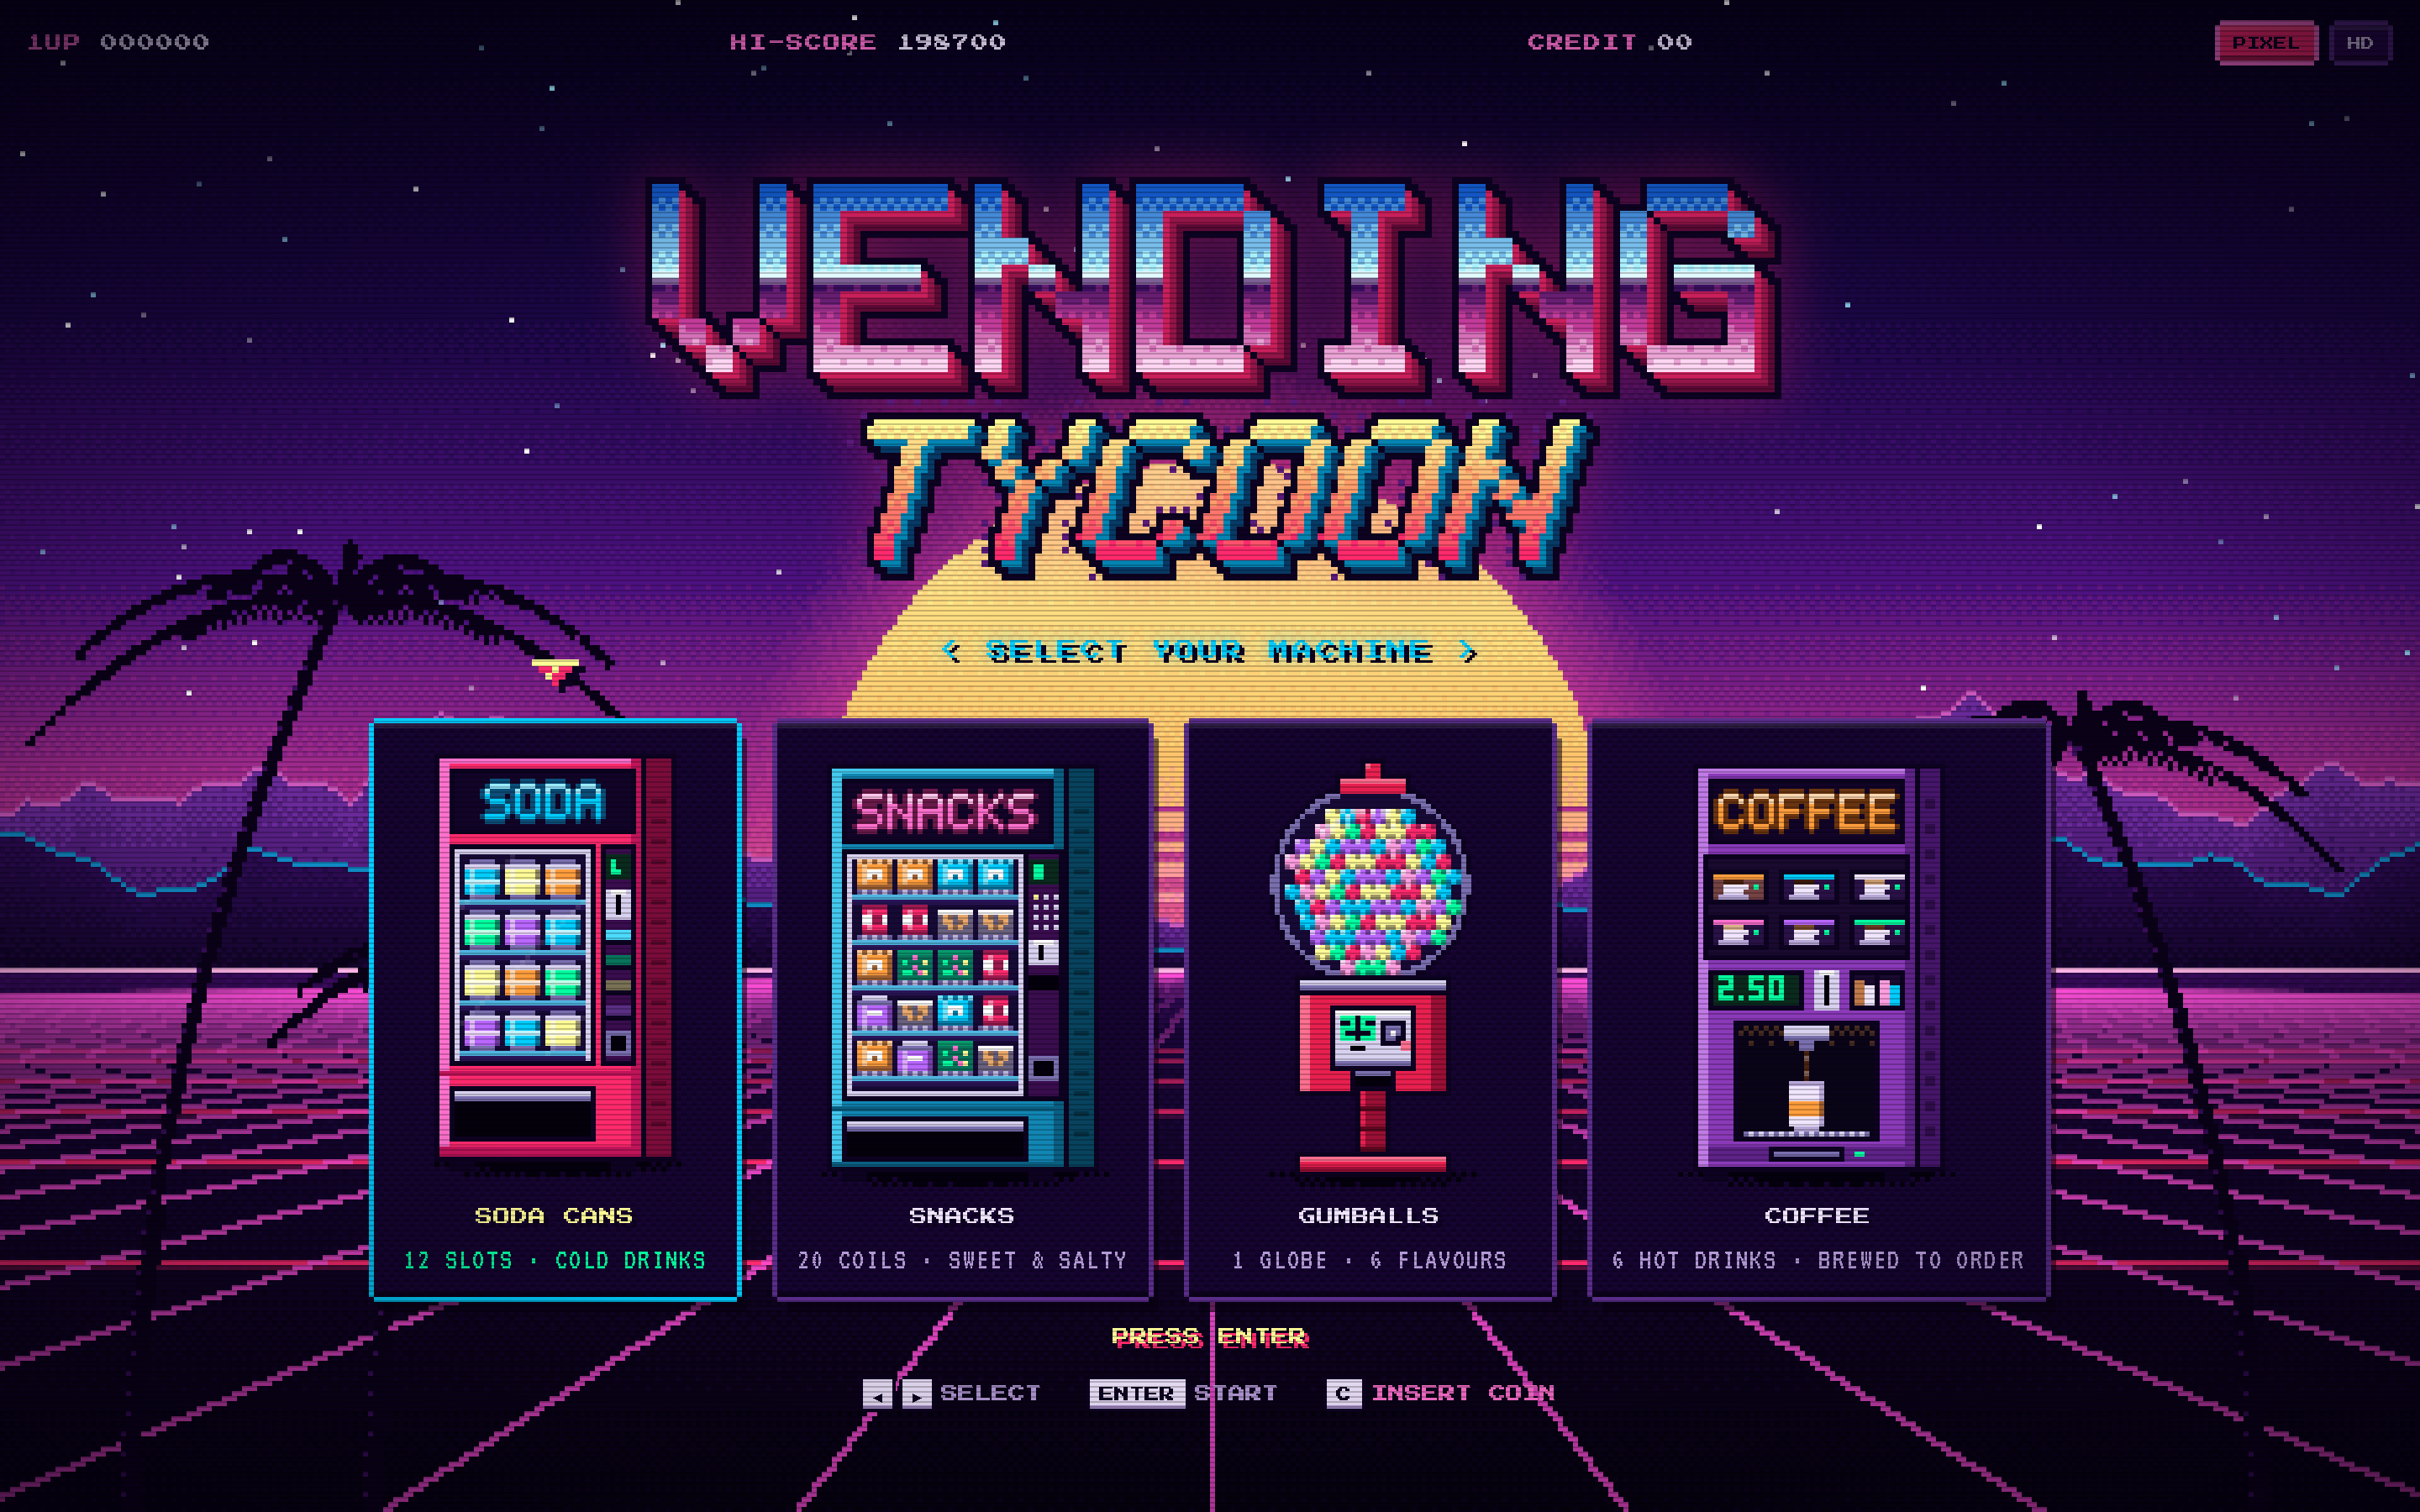 1UP 000000
HI-SCORE 198700
CREDIT 00
PIXEL
HD
VENDING
TYCOON
< SELECT YOUR MACHINE >
SODA
SNACKS
COFFEE
2.50
SODA CANS
SNACKS
GUMBALLS
COFFEE
12 SLOTS · COLD DRINKS
20 COILS · SWEET & SALTY
1 GLOBE · 6 FLAVOURS
6 HOT DRINKS · BREWED TO ORDER
PRESS ENTER
◄ ► SELECT ENTER START C INSERT COIN